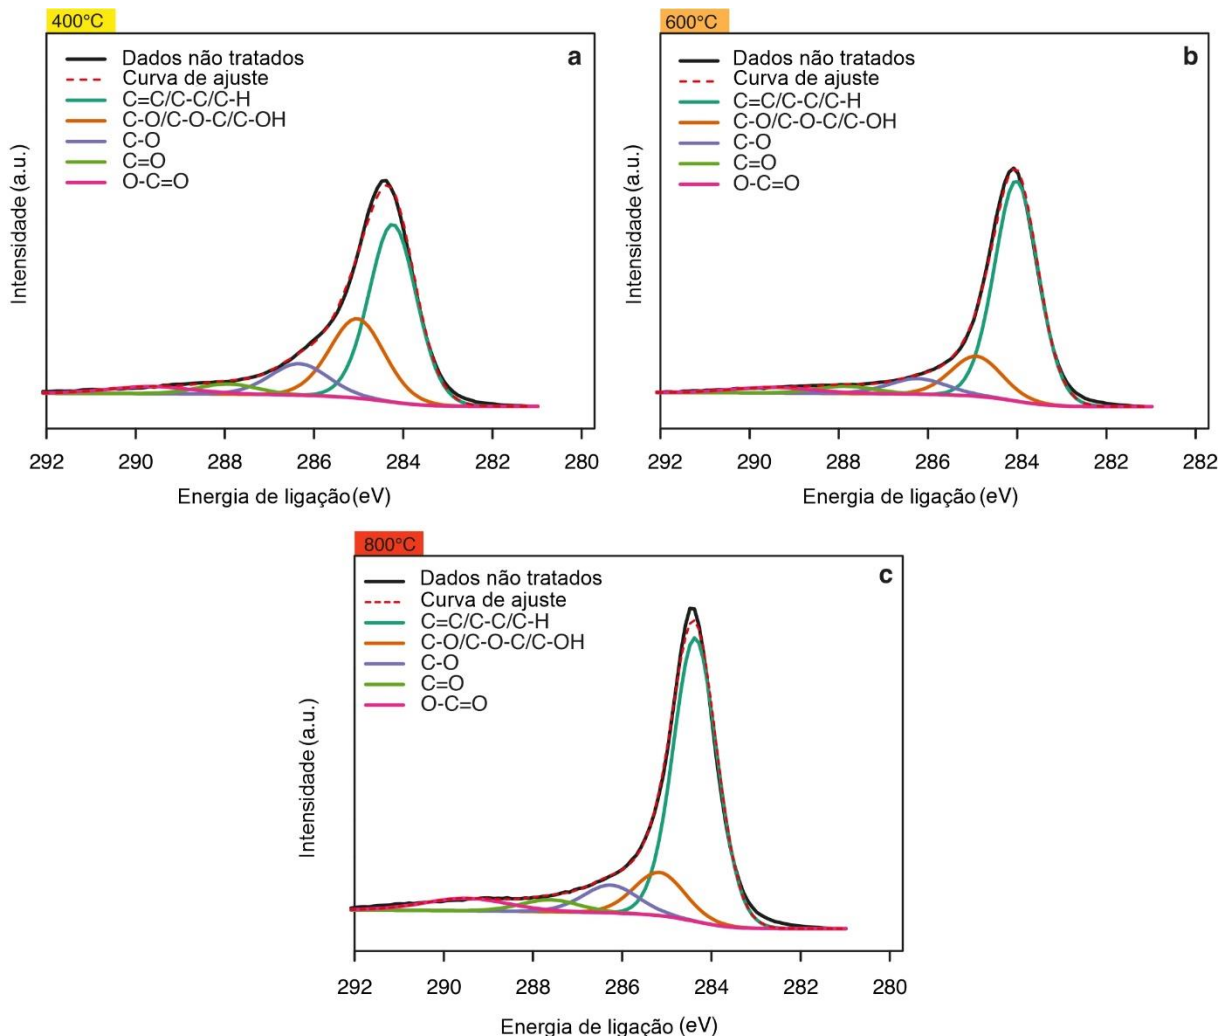 400°C
a
Dados não tratados
Curva de ajuste
C=C/C-C/C-H
C-O/C-O-C/C-OH
C-O
C=O
O-C=O
Intensidade (a.u.)
292 290 288 286 284 282 280
Energia de ligação (eV)
600°C
b
Dados não tratados
Curva de ajuste
C=C/C-C/C-H
C-O/C-O-C/C-OH
C-O
C=O
O-C=O
Intensidade (a.u.)
292 290 288 286 284 282 282
Energia de ligação (eV)
800°C
c
Dados não tratados
Curva de ajuste
C=C/C-C/C-H
C-O/C-O-C/C-OH
C-O
C=O
O-C=O
Intensidade (a.u.)
292 290 288 286 284 282 280
Energia de ligação (eV)